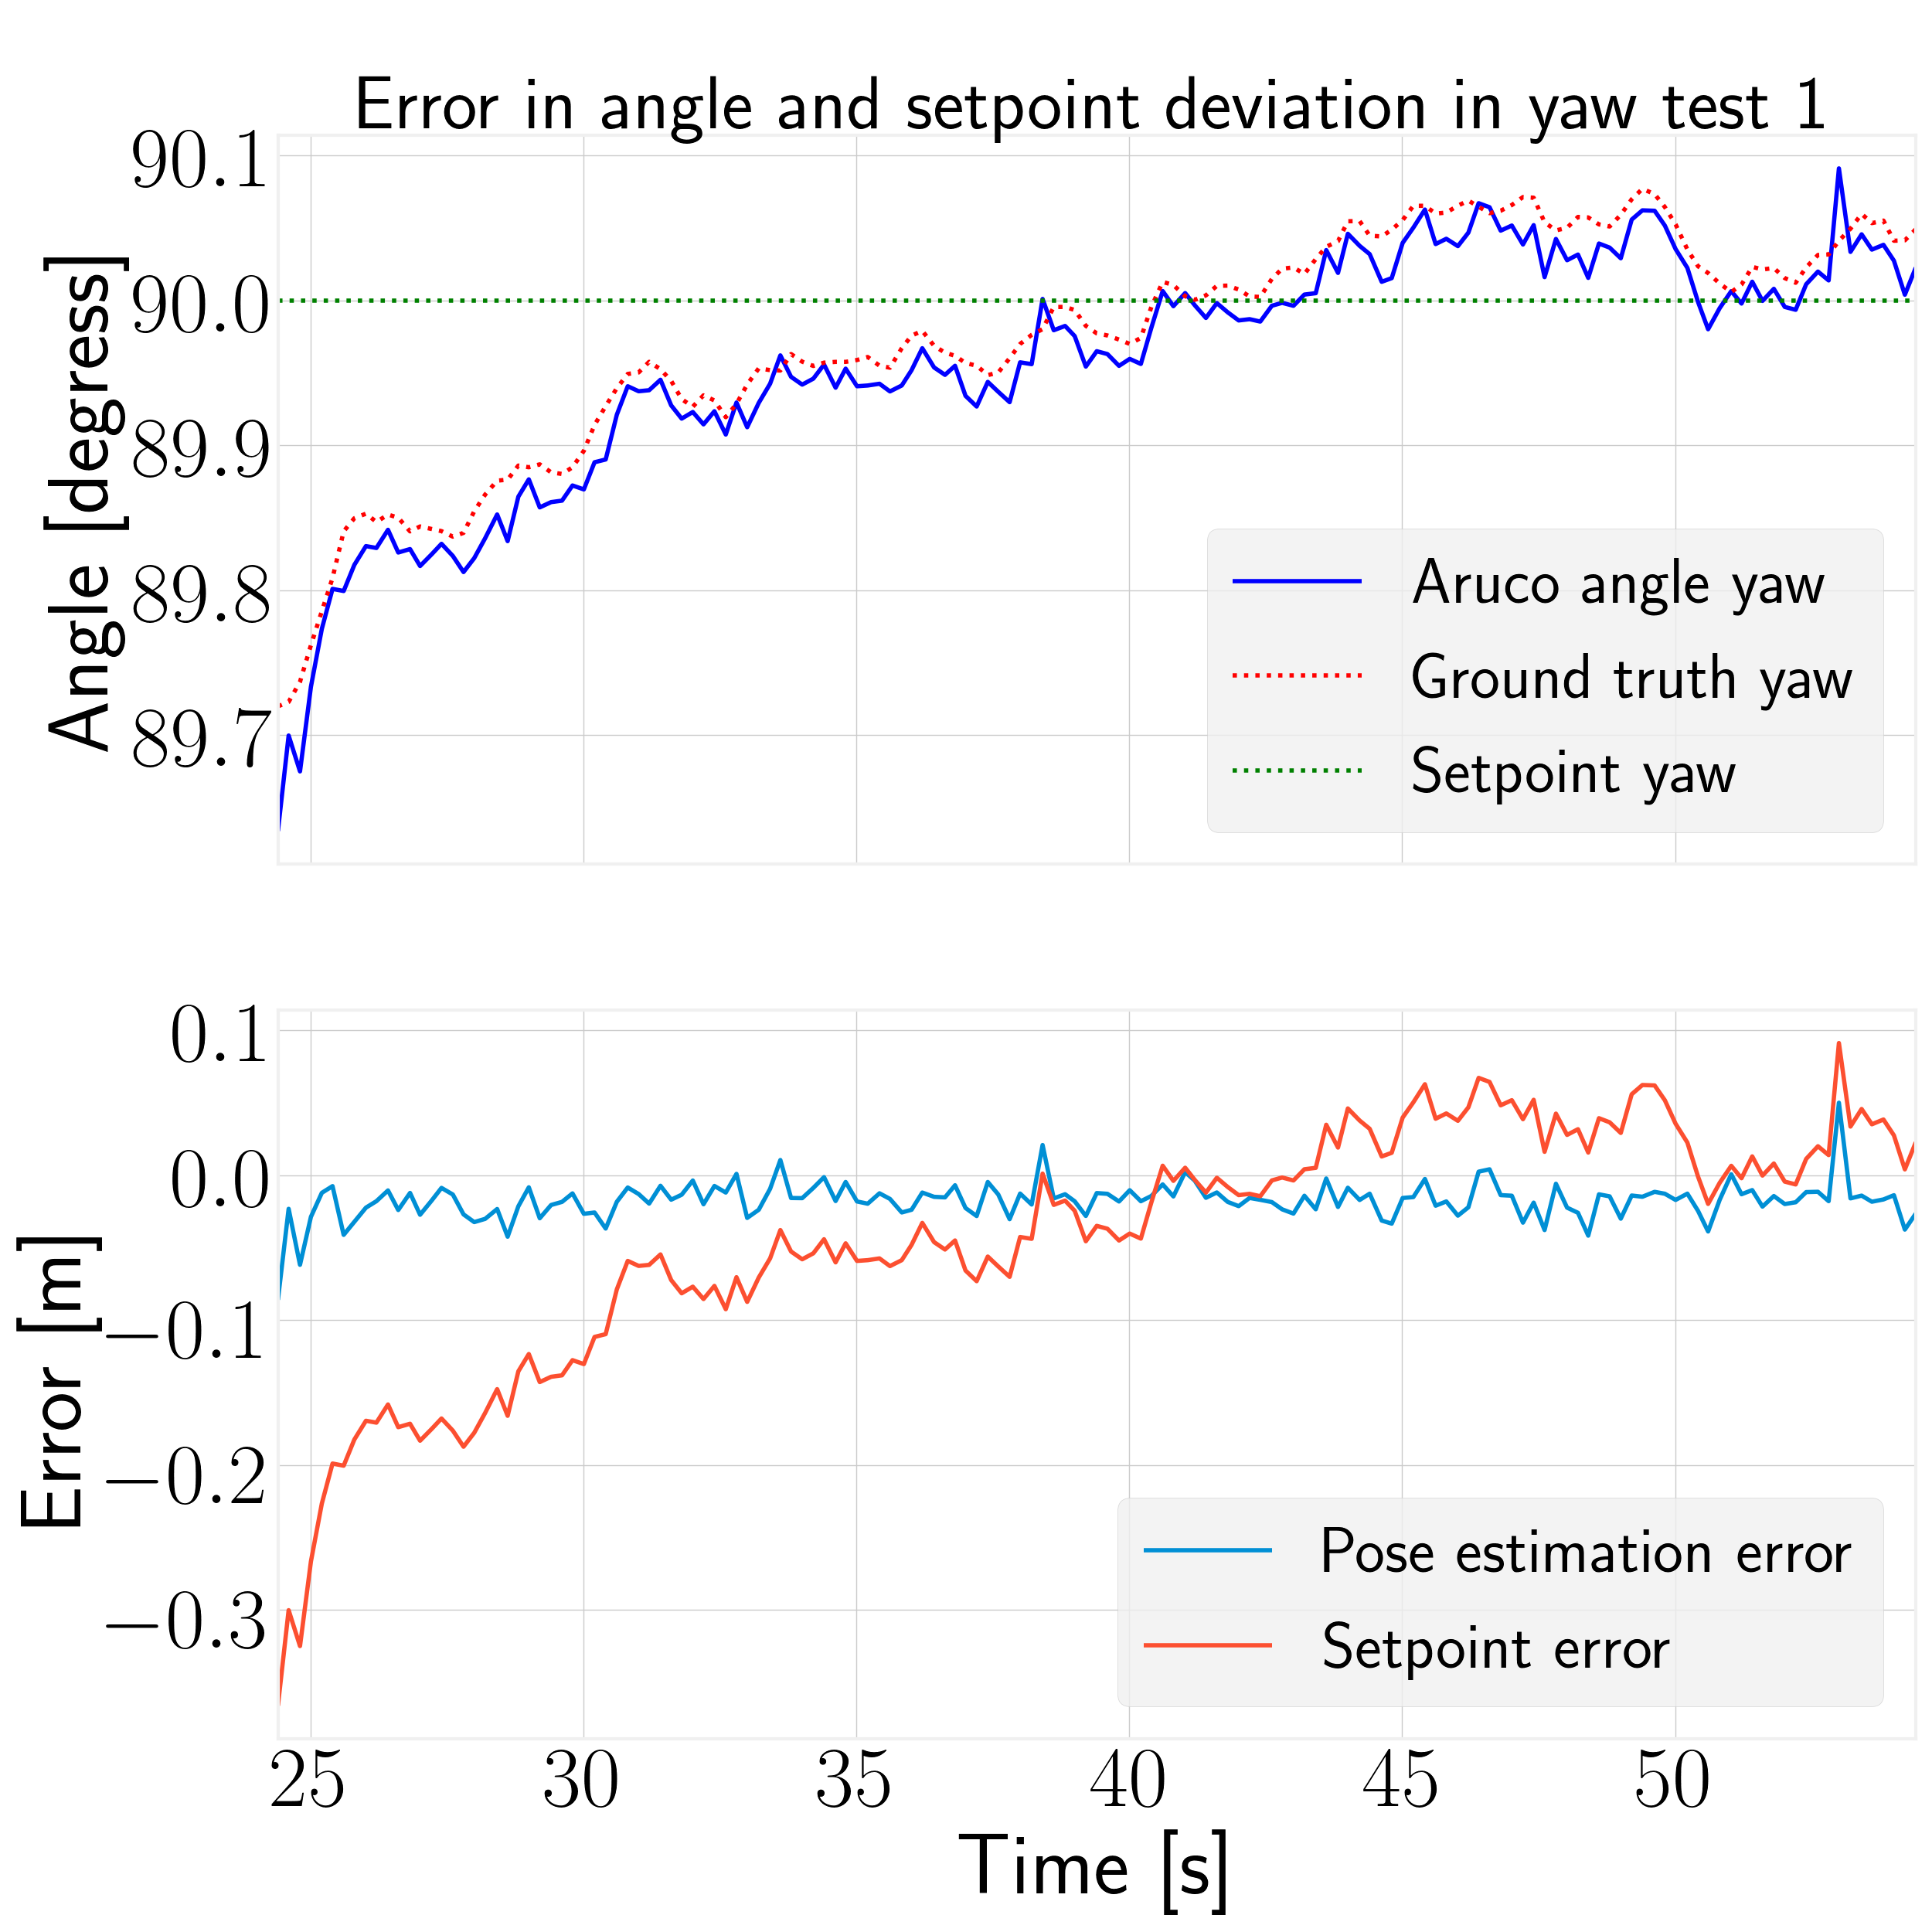 Error in angle and setpoint deviation in yaw test 1
90.1
90.0
89.9
89.8
89.7
Angle [degress]
Aruco angle yaw
Ground truth yaw
Setpoint yaw
0.1
0.0
−0.1
−0.2
−0.3
Error [m]
Pose estimation error
Setpoint error
25 30 35 40 45 50
Time [s]